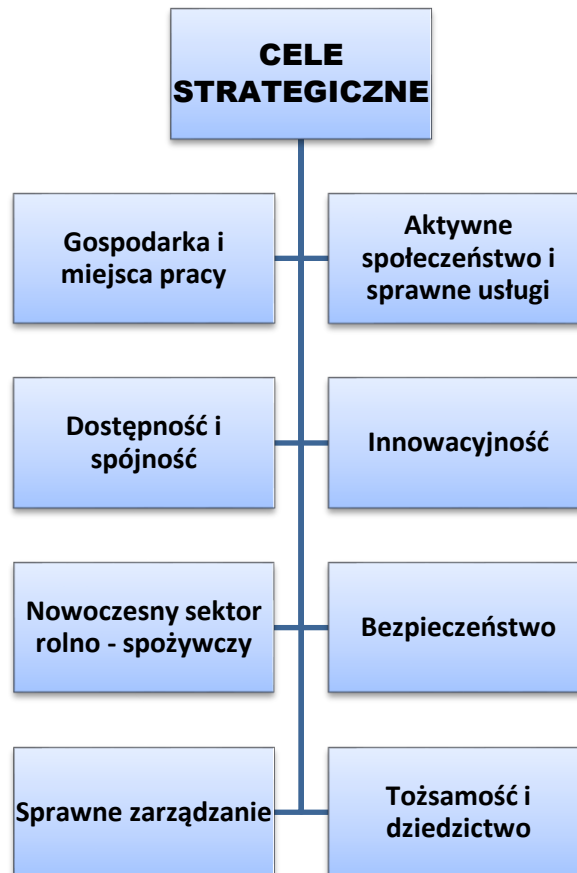 CELE
STRATEGICZNE
Gospodarka i
miejsca pracy
Aktywne
społeczeństwo i
sprawne usługi
Dostępność i
spójność
Innowacyjność
Nowoczesny sektor
rolno - spożywczy
Bezpieczeństwo
Sprawne zarządzanie
Tożsamość i
dziedzictwo